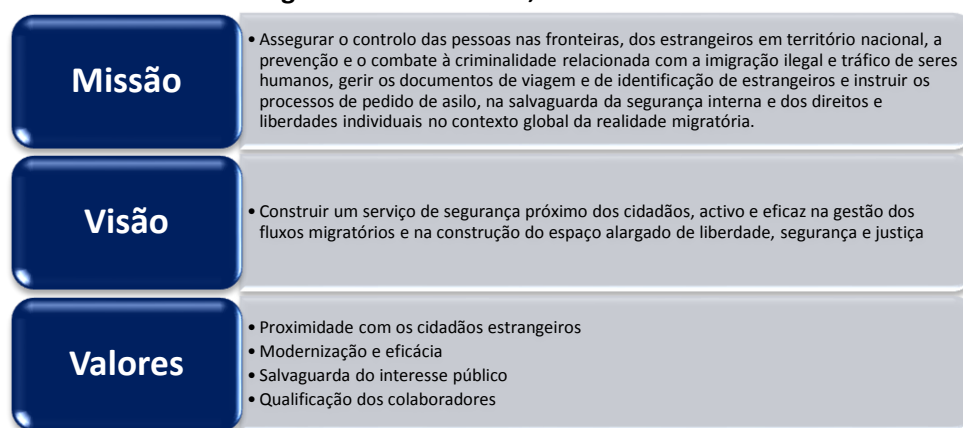 Missão
• Assegurar o controlo das pessoas nas fronteiras, dos estrangeiros em território nacional, a
prevenção e o combate à criminalidade relacionada com a imigração ilegal e tráfico de seres
humanos, gerir os documentos de viagem e de identificação de estrangeiros e instruir os
processos de pedido de asilo, na salvaguarda da segurança interna e dos direitos e
liberdades individuais no contexto global da realidade migratória.
Visão
• Construir um serviço de segurança próximo dos cidadãos, activo e eficaz na gestão dos
fluxos migratórios e na construção do espaço alargado de liberdade, segurança e justiça
Valores
• Proximidade com os cidadãos estrangeiros
• Modernização e eficácia
• Salvaguarda do interesse público
• Qualificação dos colaboradores